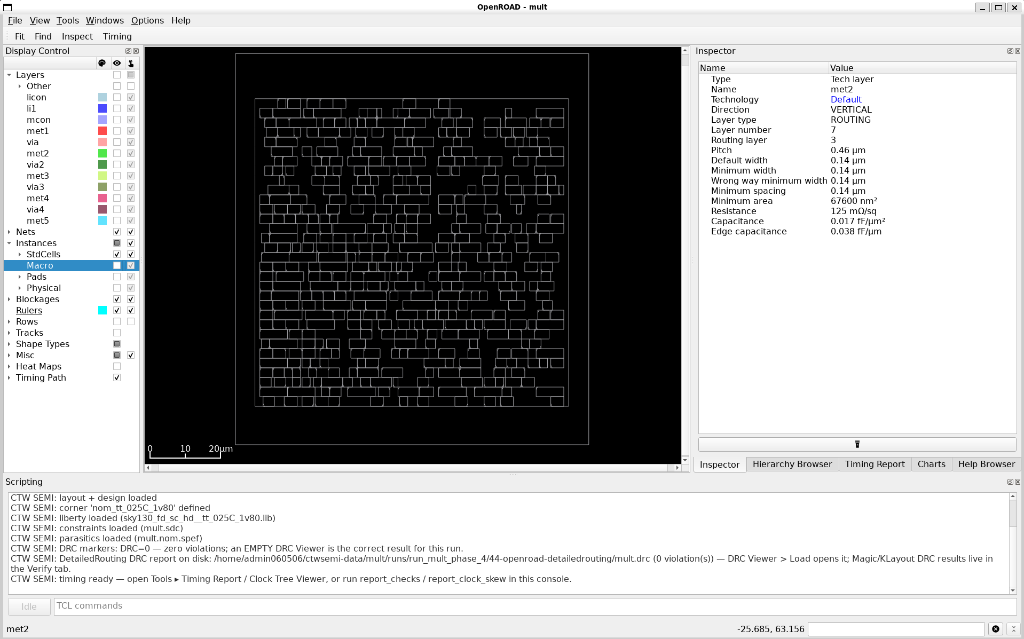 OpenROAD - mult
File View Tools Windows Options Help
Fit Find Inspect Timing
Display Control
Layers
Other
licon
li1
mcon
met1
via
met2
via2
met3
via3
met4
via4
met5
Nets
Instances
StdCells
Macro
Pads
Physical
Blockages
Rulers
Rows
Tracks
Shape Types
Misc
Heat Maps
Timing Path
0 10 20μm
Inspector
Name Value
Type Tech layer
Name met2
Technology Default
Direction VERTICAL
Layer type ROUTING
Layer number 7
Routing layer 3
Pitch 0.46 μm
Default width 0.14 μm
Minimum width 0.14 μm
Wrong way minimum width 0.14 μm
Minimum spacing 0.14 μm
Minimum area 67600 nm²
Resistance 125 mΩ/sq
Capacitance 0.017 fF/μm²
Edge capacitance 0.038 fF/μm
Inspector Hierarchy Browser Timing Report Charts Help Browser
Scripting
CTW SEMI: layout + design loaded
CTW SEMI: corner 'nom_tt_025C_1v80' defined
CTW SEMI: liberty loaded (sky130_fd_sc_hd__tt_025C_1v80.lib)
CTW SEMI: constraints loaded (mult.sdc)
CTW SEMI: parasitics loaded (mult.nom.spef)
CTW SEMI: DRC markers: DRC=0 — zero violations; an EMPTY DRC Viewer is the correct result for this run.
CTW SEMI: DetailedRouting DRC report on disk: /home/admin060506/ctwsemi-data/mult/runs/run_mult_phase_4/44-openroad-detailedrouting/mult.drc (0 violation(s)) — DRC Viewer > Load opens it; Magic/KLayout DRC results live in
the Verify tab.
CTW SEMI: timing ready — open Tools ▸ Timing Report / Clock Tree Viewer, or run report_checks / report_clock_skew in this console.
Idle TCL commands
met2 -25.685, 63.156